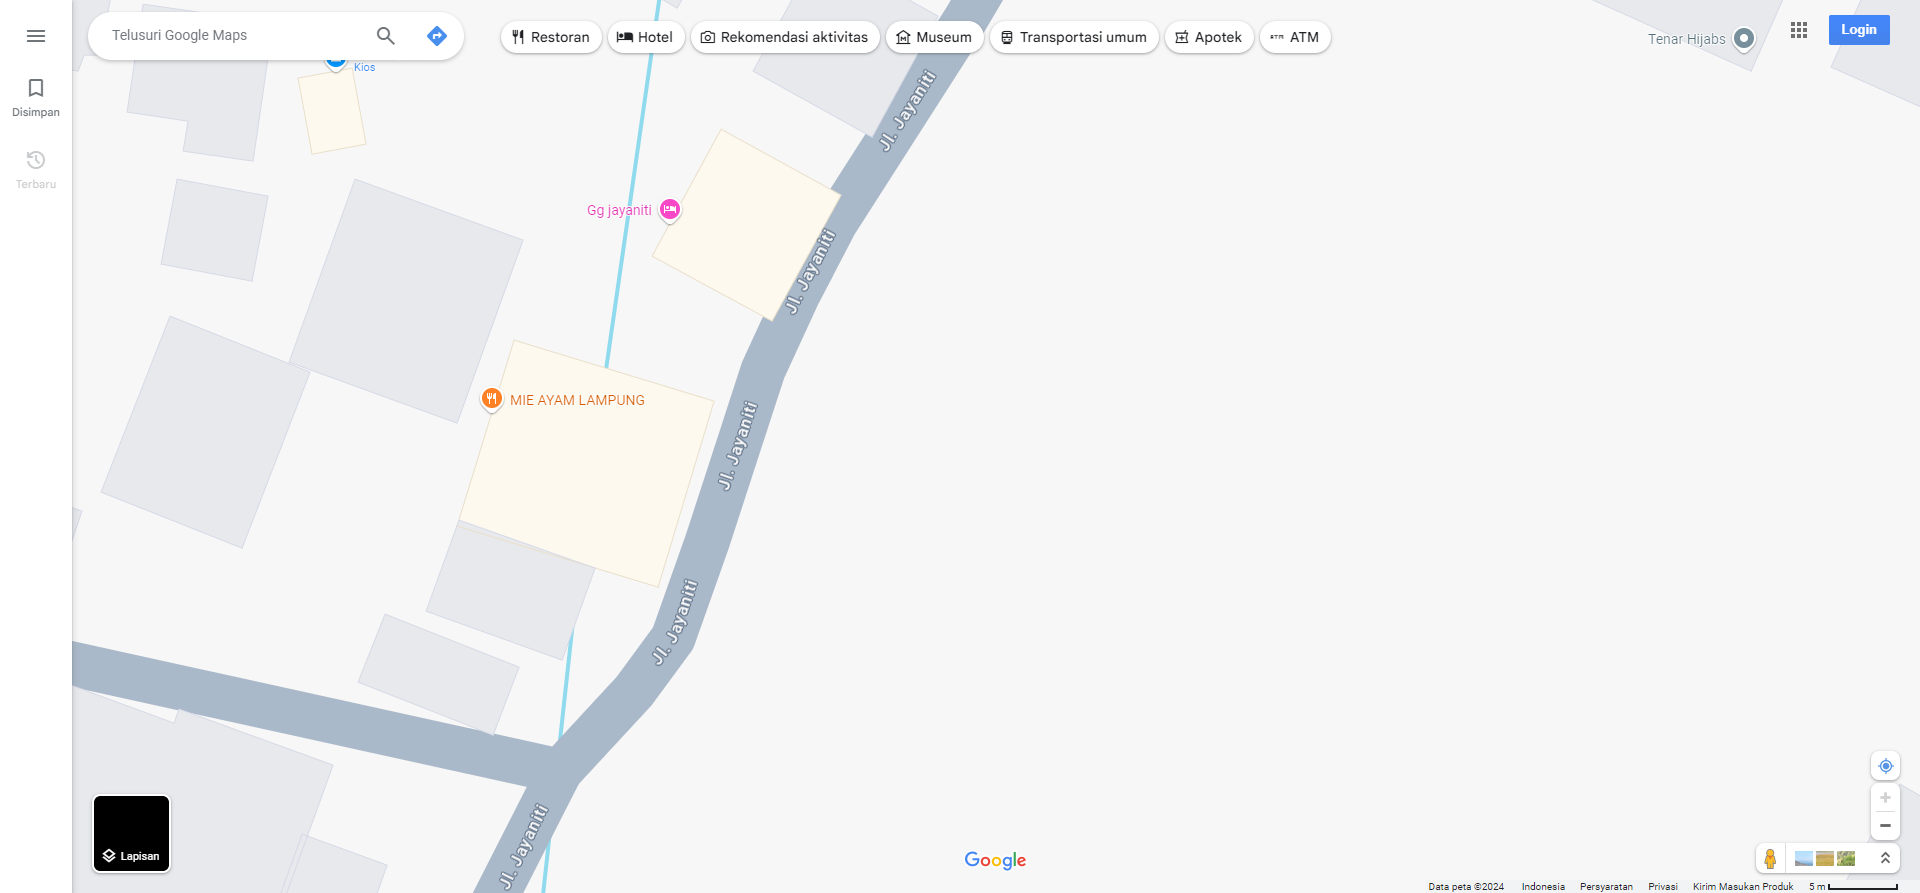 Telusuri Google Maps
Restoran
Hotel
Rekomendasi aktivitas
Museum
Transportasi umum
Apotek
ATM
Tenar Hijabs
Login
Disimpan
Terbaru
Kios
Jl. Jayaniti
Gg jayaniti
Jl. Jayaniti
MIE AYAM LAMPUNG
Jl. Jayaniti
Jl. Jayaniti
Jl. Jayaniti
Lapisan
Google
Data peta ©2024 Indonesia Persyaratan Privasi Kirim Masukan Produk 5 m